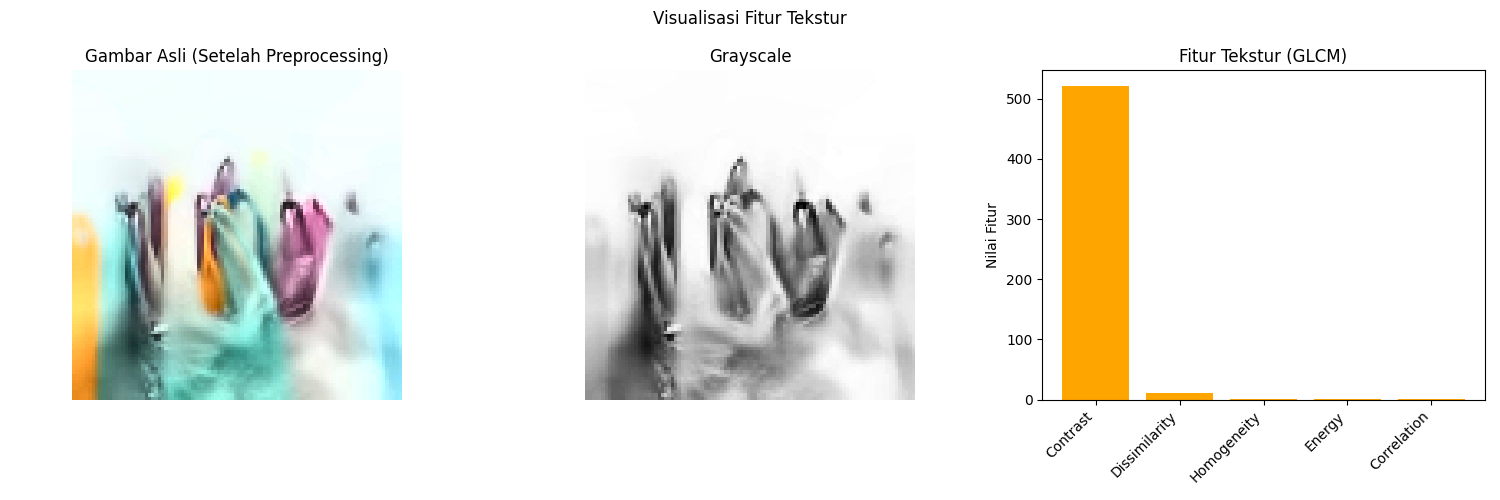 Visualisasi Fitur Tekstur
Gambar Asli (Setelah Preprocessing)
Grayscale
Fitur Tekstur (GLCM)
Nilai Fitur
500
400
300
200
100
0
Contrast
Dissimilarity
Homogeneity
Energy
Correlation